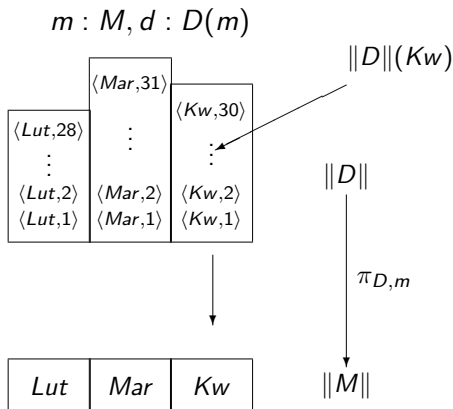 m : M, d : D(m)
‖D‖(Kw)
⟨Mar,31⟩
⟨Kw,30⟩
⟨Lut,28⟩
⋮ ⋮ ⋮
‖D‖
⟨Lut,2⟩ ⟨Mar,2⟩ ⟨Kw,2⟩
⟨Lut,1⟩ ⟨Mar,1⟩ ⟨Kw,1⟩
π_{D,m}
Lut Mar Kw ‖M‖